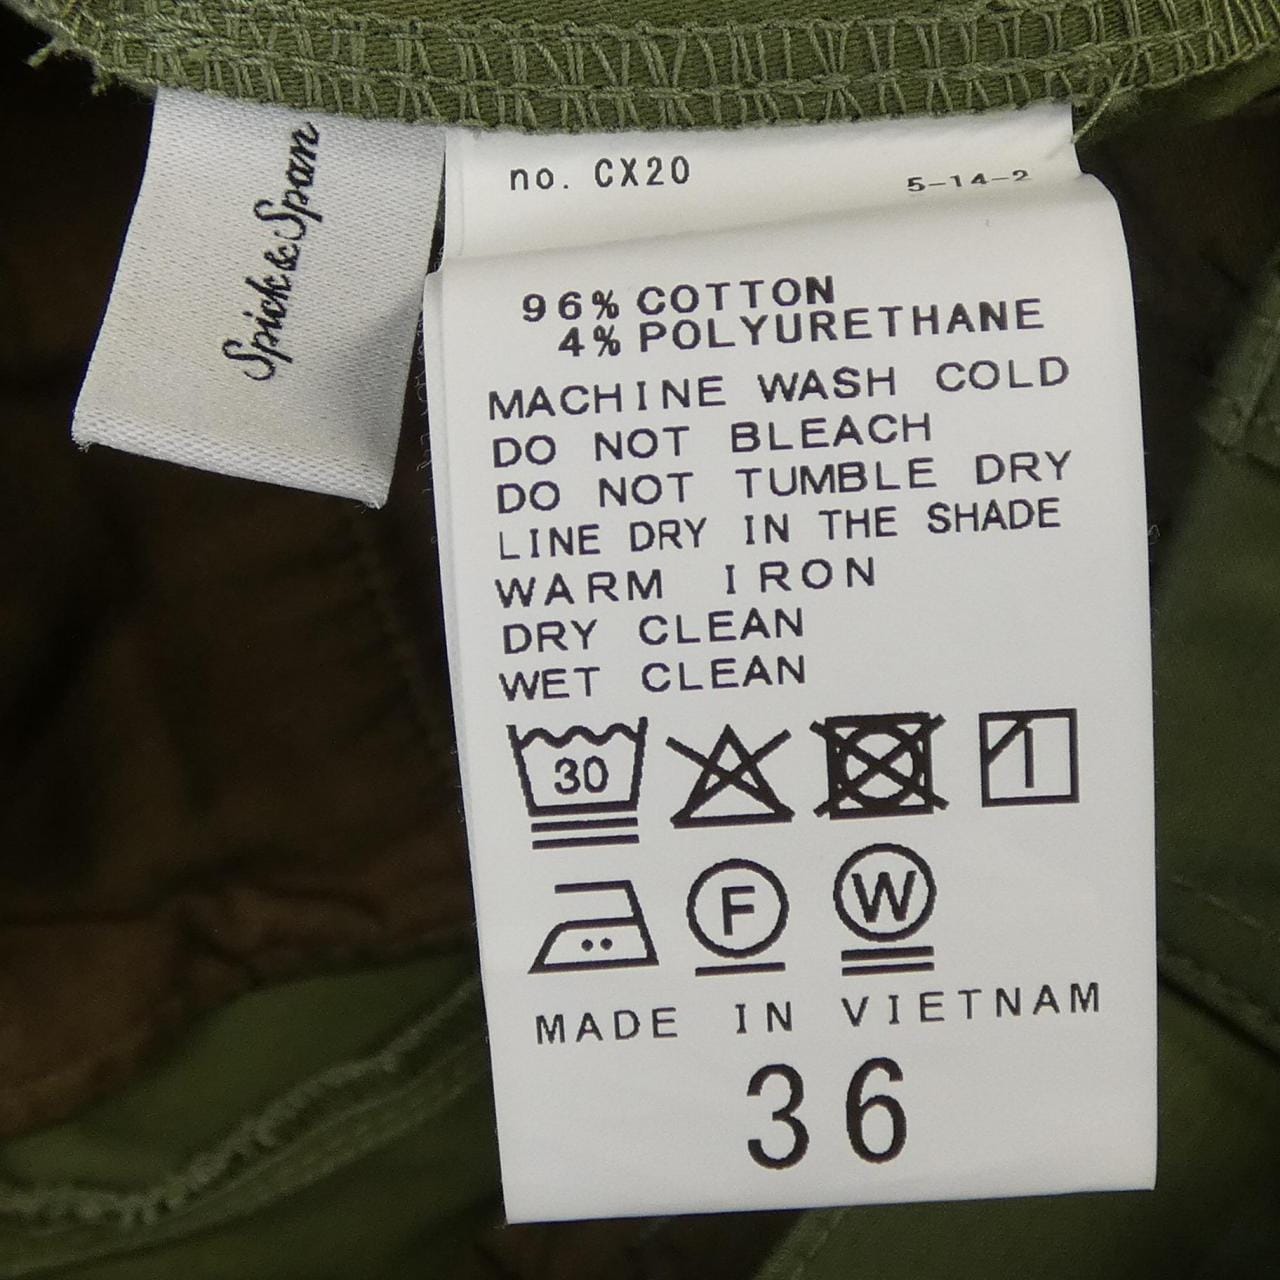 Spick&Span
no. CX20
5-14-2
96% COTTON
4% POLYURETHANE
MACHINE WASH COLD
DO NOT BLEACH
DO NOT TUMBLE DRY
LINE DRY IN THE SHADE
WARM IRON
DRY CLEAN
WET CLEAN
30
F W
MADE IN VIETNAM
36